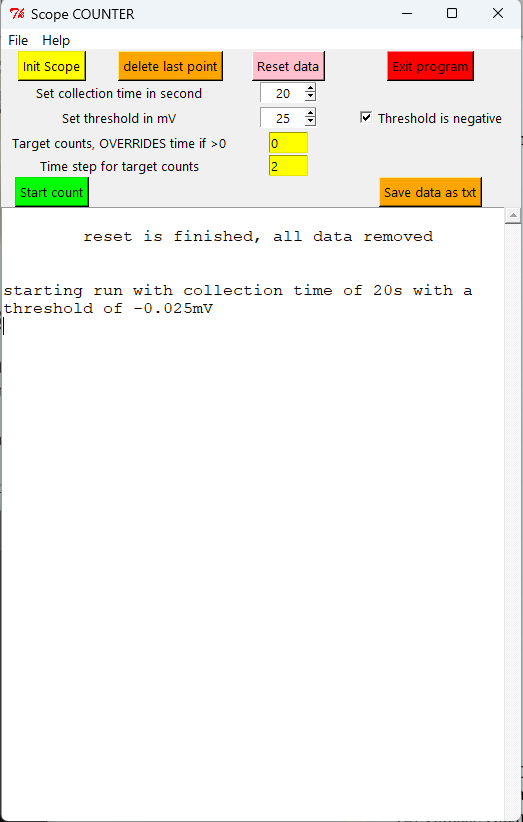 Scope COUNTER
File Help
Init Scope delete last point Reset data Exit program
Set collection time in second 20
Set threshold in mV 25 Threshold is negative
Target counts, OVERRIDES time if >0 0
Time step for target counts 2
Start count Save data as txt
reset is finished, all data removed
starting run with collection time of 20s with a
threshold of -0.025mV